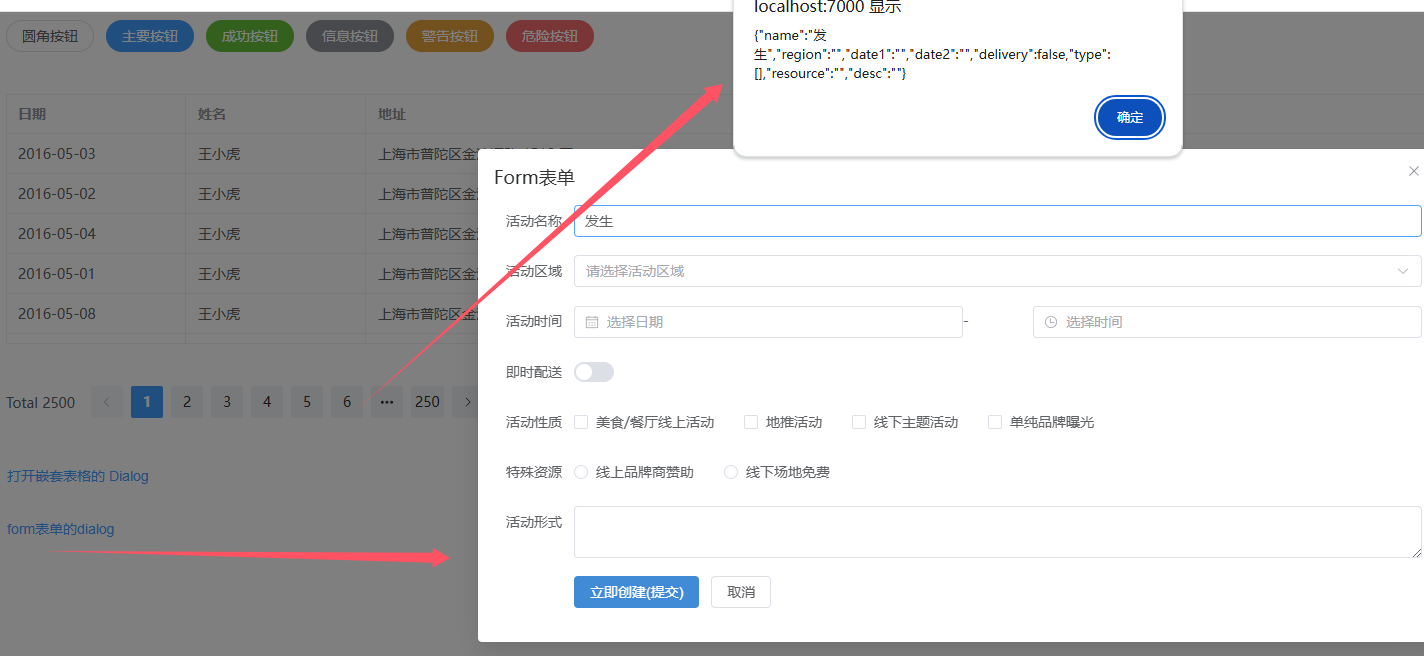 localhost:7000 显示
{"name":"发
生","region":"","date1":"","date2":"","delivery":false,"type":
[],"resource":"","desc":""}
确定
圆角按钮 主要按钮 成功按钮 信息按钮 警告按钮 危险按钮
日期 姓名 地址
2016-05-03 王小虎 上海市普陀区金
2016-05-02 王小虎 上海市普陀区金
2016-05-04 王小虎 上海市普陀区金
2016-05-01 王小虎 上海市普陀区金
2016-05-08 王小虎 上海市普陀区金
Total 2500 < 1 2 3 4 5 6 ••• 250 >
打开嵌套表格的 Dialog
form表单的dialog
Form表单
活动名称 发生
活动区域 请选择活动区域
活动时间 选择日期 - 选择时间
即时配送
活动性质 美食/餐厅线上活动 地推活动 线下主题活动 单纯品牌曝光
特殊资源 线上品牌商赞助 线下场地免费
活动形式
立即创建(提交) 取消